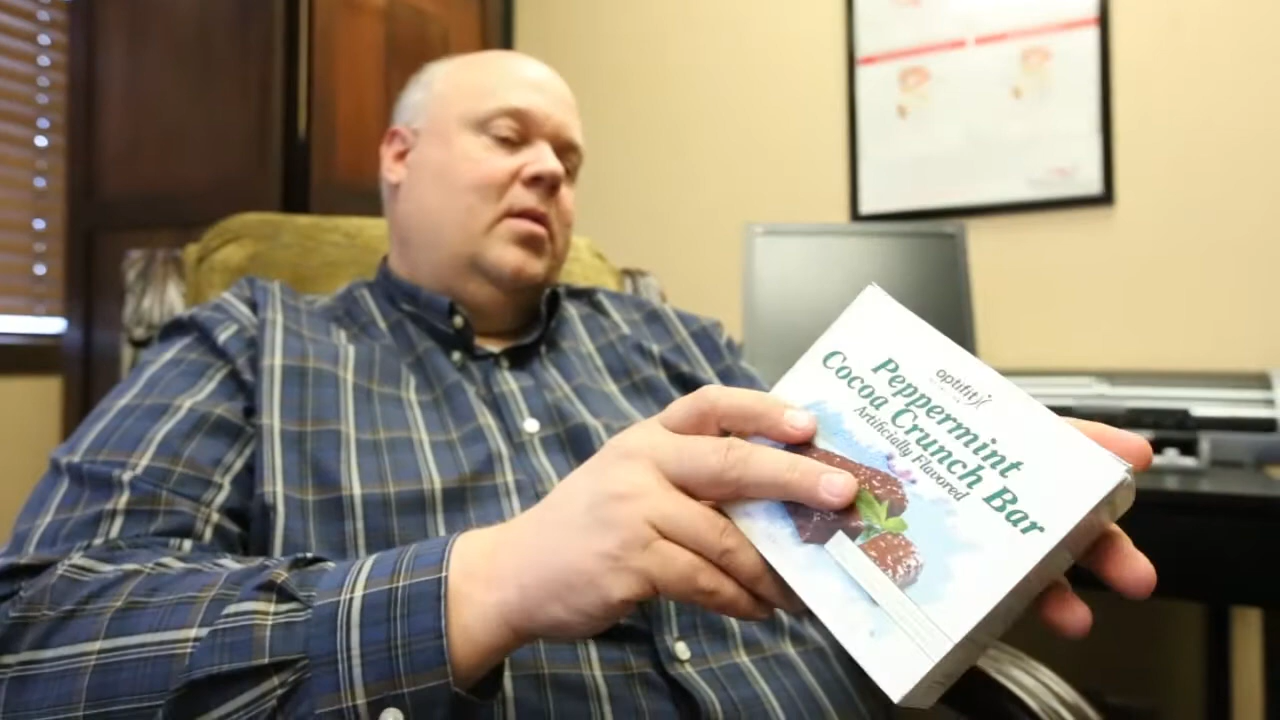 optifit
Peppermint
Cocoa Crunch Bar
Artificially Flavored